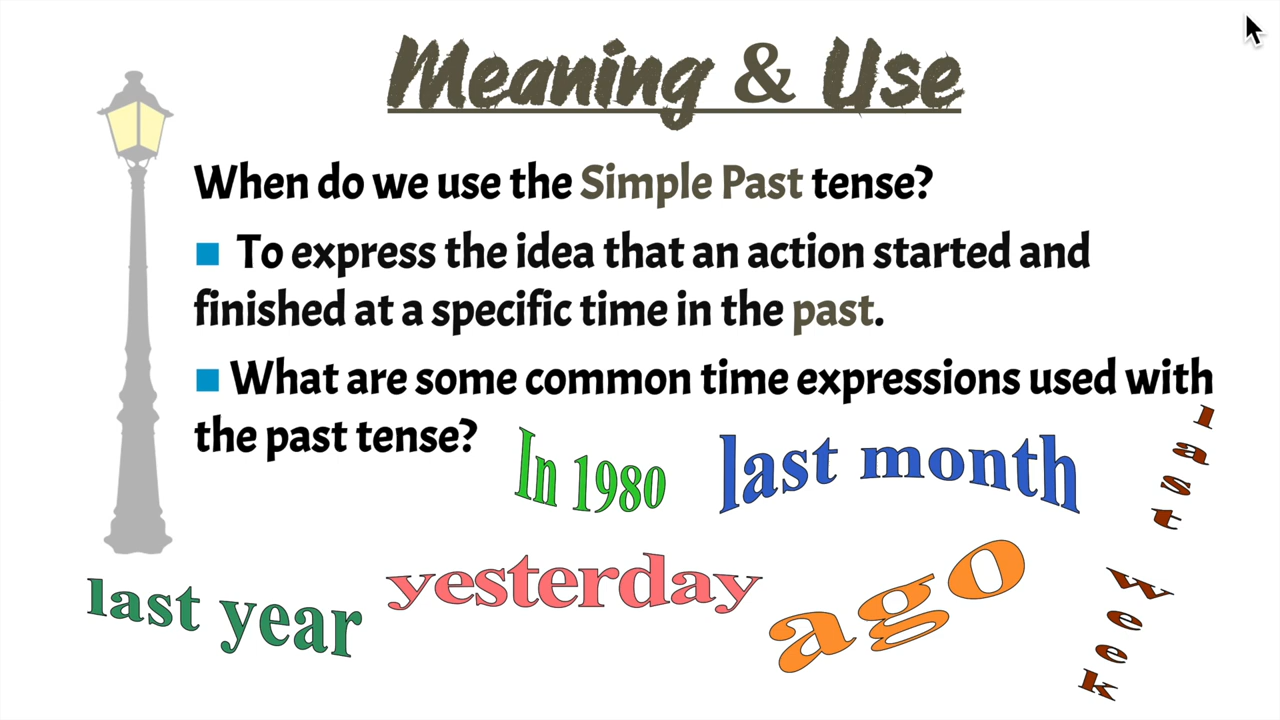 Meaning & Use
When do we use the Simple Past tense?
To express the idea that an action started and
finished at a specific time in the past.
What are some common time expressions used with
the past tense?
In 1980
last month
last week
last year
yesterday
ago